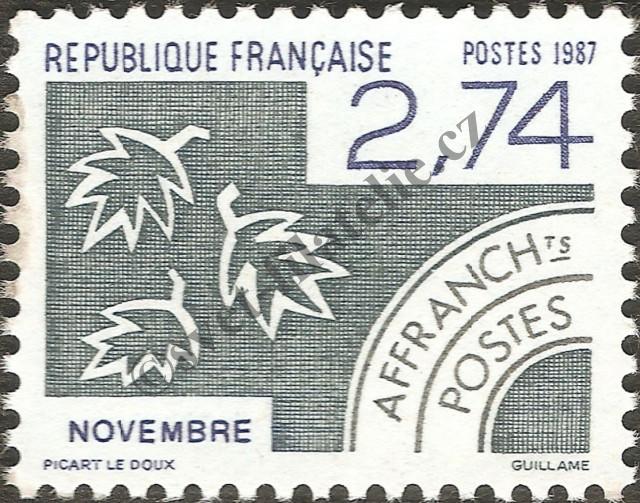 REPUBLIQUE FRANÇAISE
POSTES 1987
2,74
AFFRANCHTS
POSTES
NOVEMBRE
PICART LE DOUX
GUILLAME